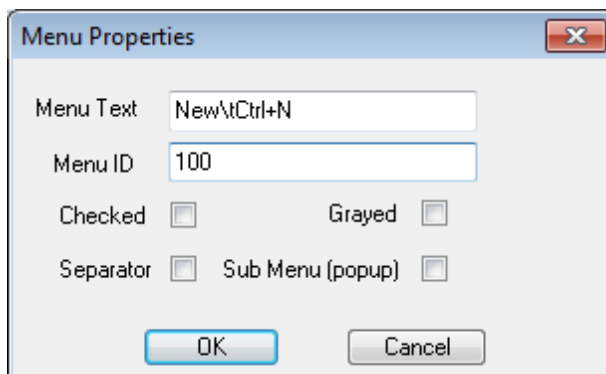 Menu Properties
Menu Text New\tCtrl+N
Menu ID 100
Checked Grayed
Separator Sub Menu (popup)
OK Cancel